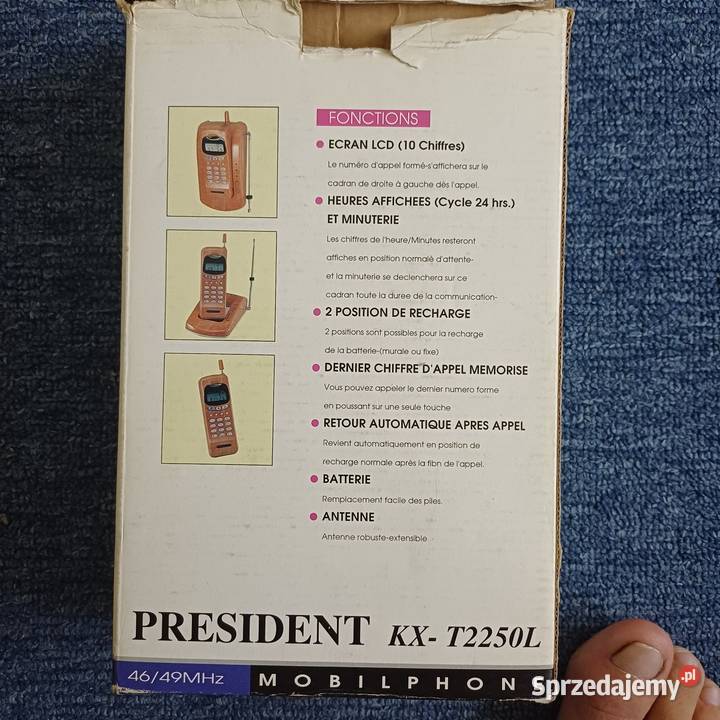 FONCTIONS
ECRAN LCD (10 Chiffres)
Le numéro d'appel formé-s'affichera sur le
cadran de droite à gauche dès l'appel.
HEURES AFFICHEES (Cycle 24 hrs.)
ET MINUTERIE
Les chiffres de l'heure/Minutes resteront
affiches en position normalè d'attente-
et la minuterie se declenchera sur ce
cadran toute la duree de la communication-
2 POSITION DE RECHARGE
2 positions sont possibles pour la recharge
de la batterie-(murale ou fixe)
DERNIER CHIFFRE D'APPEL MEMORISE
Vous pouvez appeler le dernier numero forme
en poussant sur une seule touche
RETOUR AUTOMATIQUE APRES APPEL
Revient automatiquement en position de
recharge normale après la fibn de l'appel.
BATTERIE
Remplacement facile des piles.
ANTENNE
Antenne robuste-extensible
PRESIDENT KX- T2250L
46/49MHz MOBILPHON
Sprzedajemy.pl